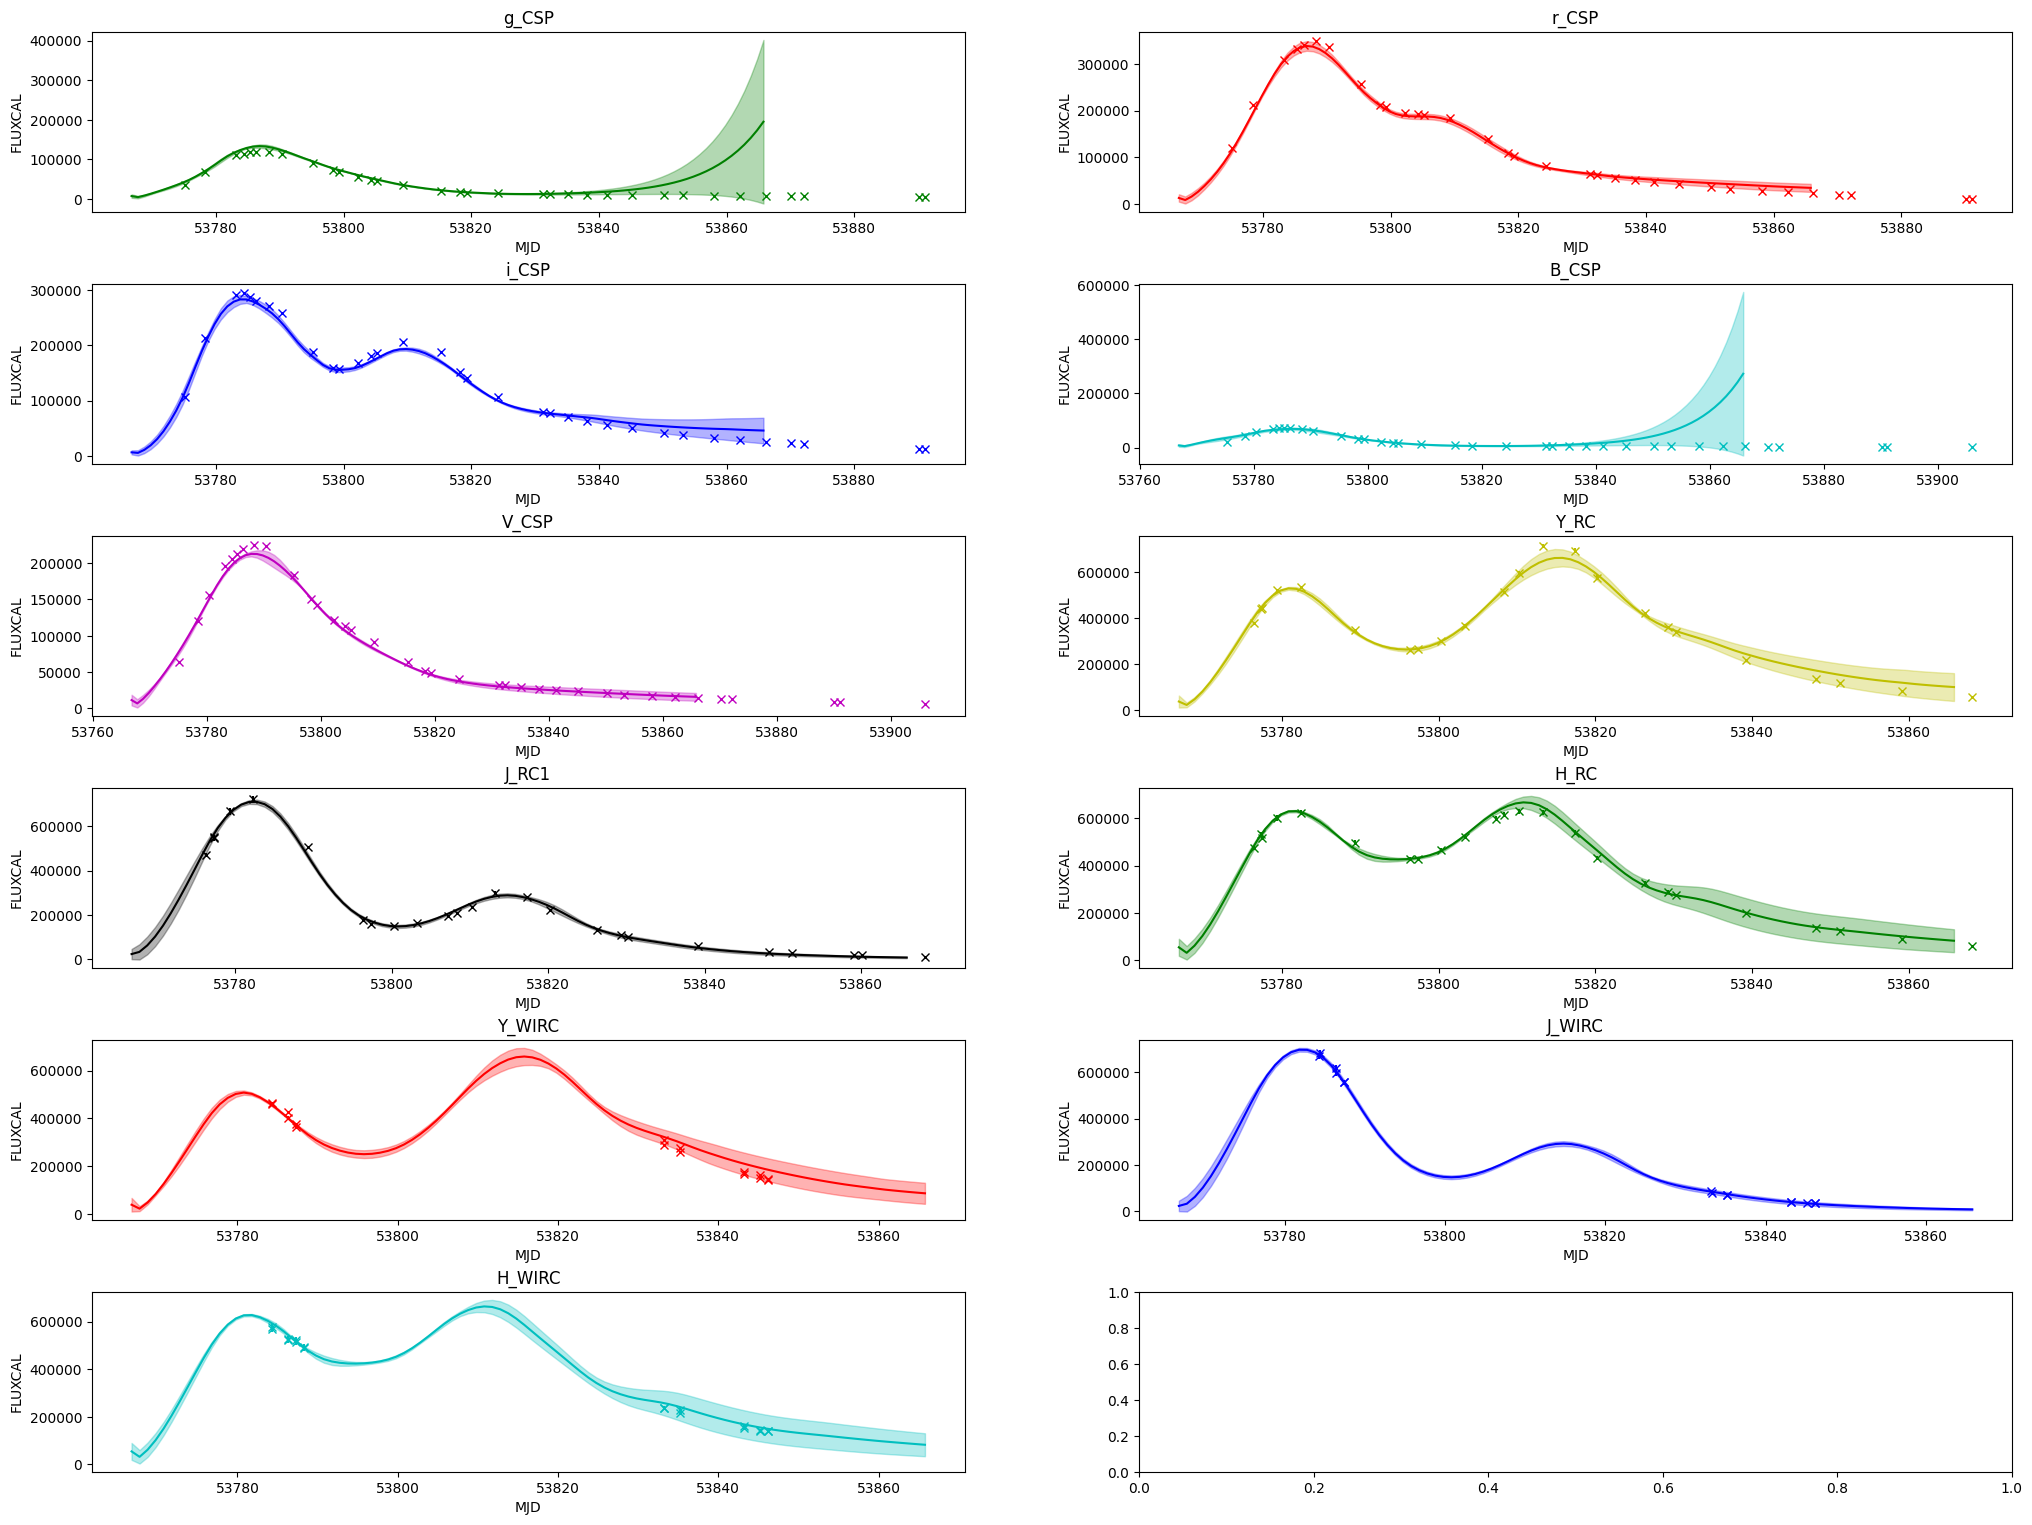 g_CSP
400000
300000
200000
100000
0
FLUXCAL
53780 53800 53820 53840 53860 53880
MJD
r_CSP
300000
200000
100000
0
FLUXCAL
53780 53800 53820 53840 53860 53880
MJD
i_CSP
300000
200000
100000
0
FLUXCAL
53780 53800 53820 53840 53860 53880
MJD
B_CSP
600000
400000
200000
0
FLUXCAL
53760 53780 53800 53820 53840 53860 53880 53900
MJD
V_CSP
200000
150000
100000
50000
0
FLUXCAL
53760 53780 53800 53820 53840 53860 53880 53900
MJD
Y_RC
600000
400000
200000
0
FLUXCAL
53780 53800 53820 53840 53860
MJD
J_RC1
600000
400000
200000
0
FLUXCAL
53780 53800 53820 53840 53860
MJD
H_RC
600000
400000
200000
0
FLUXCAL
53780 53800 53820 53840 53860
MJD
Y_WIRC
600000
400000
200000
0
FLUXCAL
53780 53800 53820 53840 53860
MJD
J_WIRC
600000
400000
200000
0
FLUXCAL
53780 53800 53820 53840 53860
MJD
H_WIRC
600000
400000
200000
0
FLUXCAL
53780 53800 53820 53840 53860
MJD
1.0
0.8
0.6
0.4
0.2
0.0
0.0 0.2 0.4 0.6 0.8 1.0